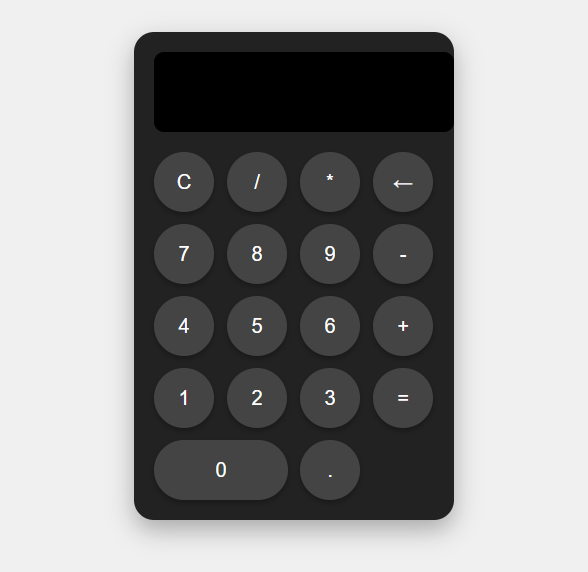 C / * ←
7 8 9 -
4 5 6 +
1 2 3 =
0 .